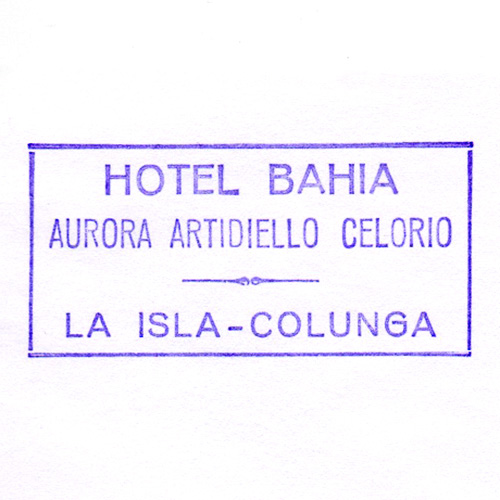 HOTEL BAHIA
AURORA ARTIDIELLO CELORIO
LA ISLA-COLUNGA